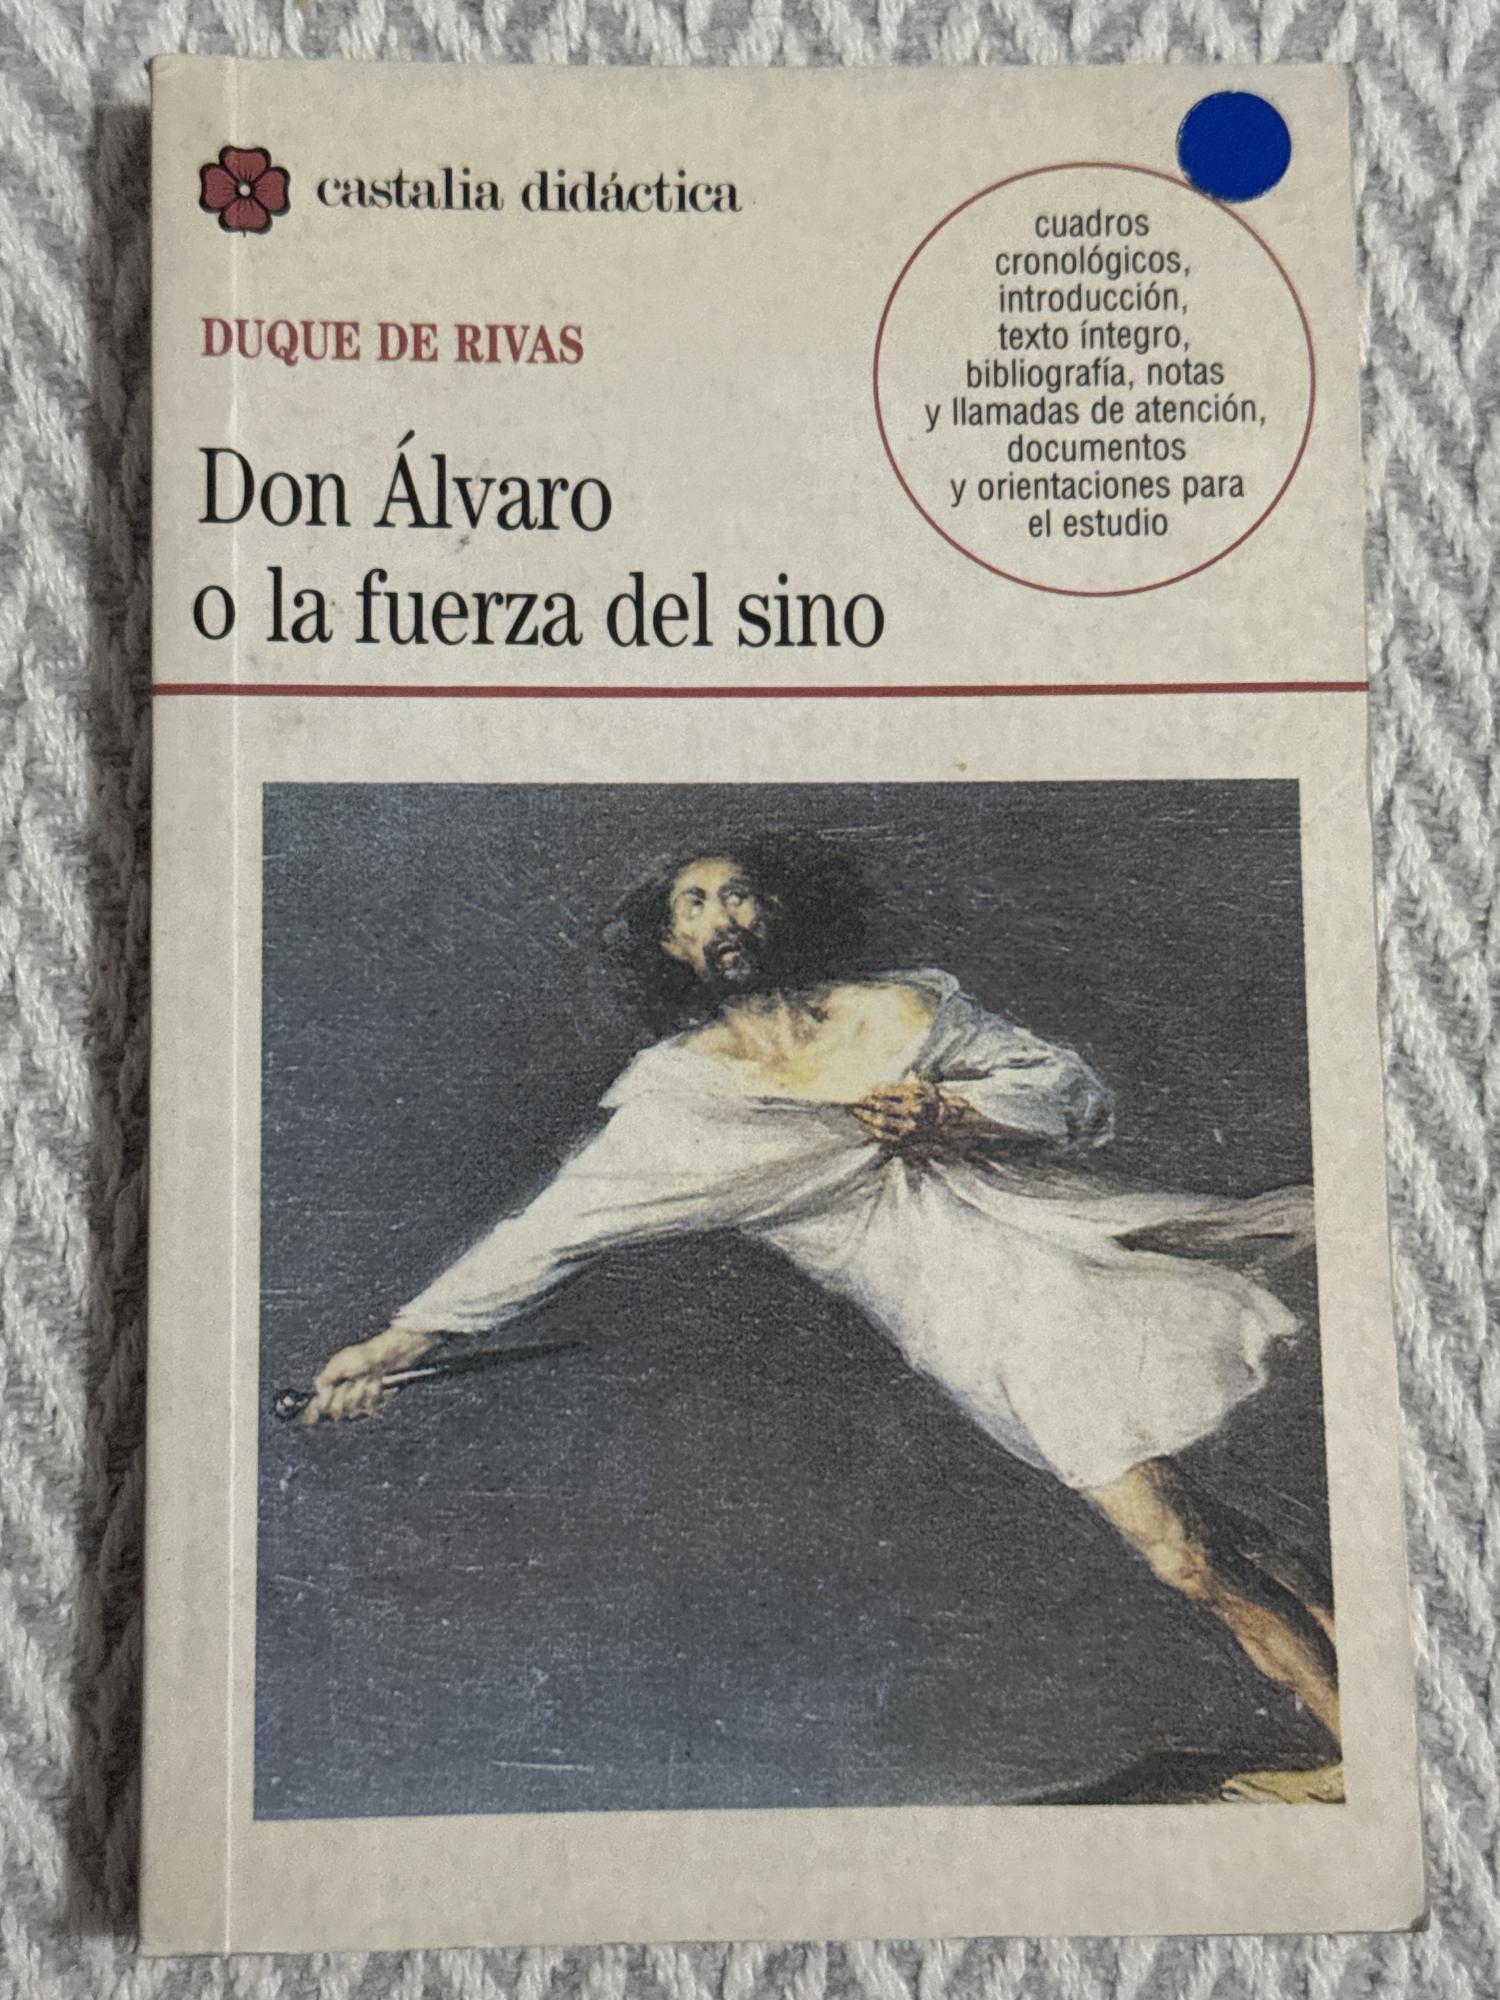 castalia didáctica
DUQUE DE RIVAS
Don Álvaro
o la fuerza del sino
cuadros
cronológicos,
introducción,
texto íntegro,
bibliografía, notas
y llamadas de atención,
documentos
y orientaciones para
el estudio